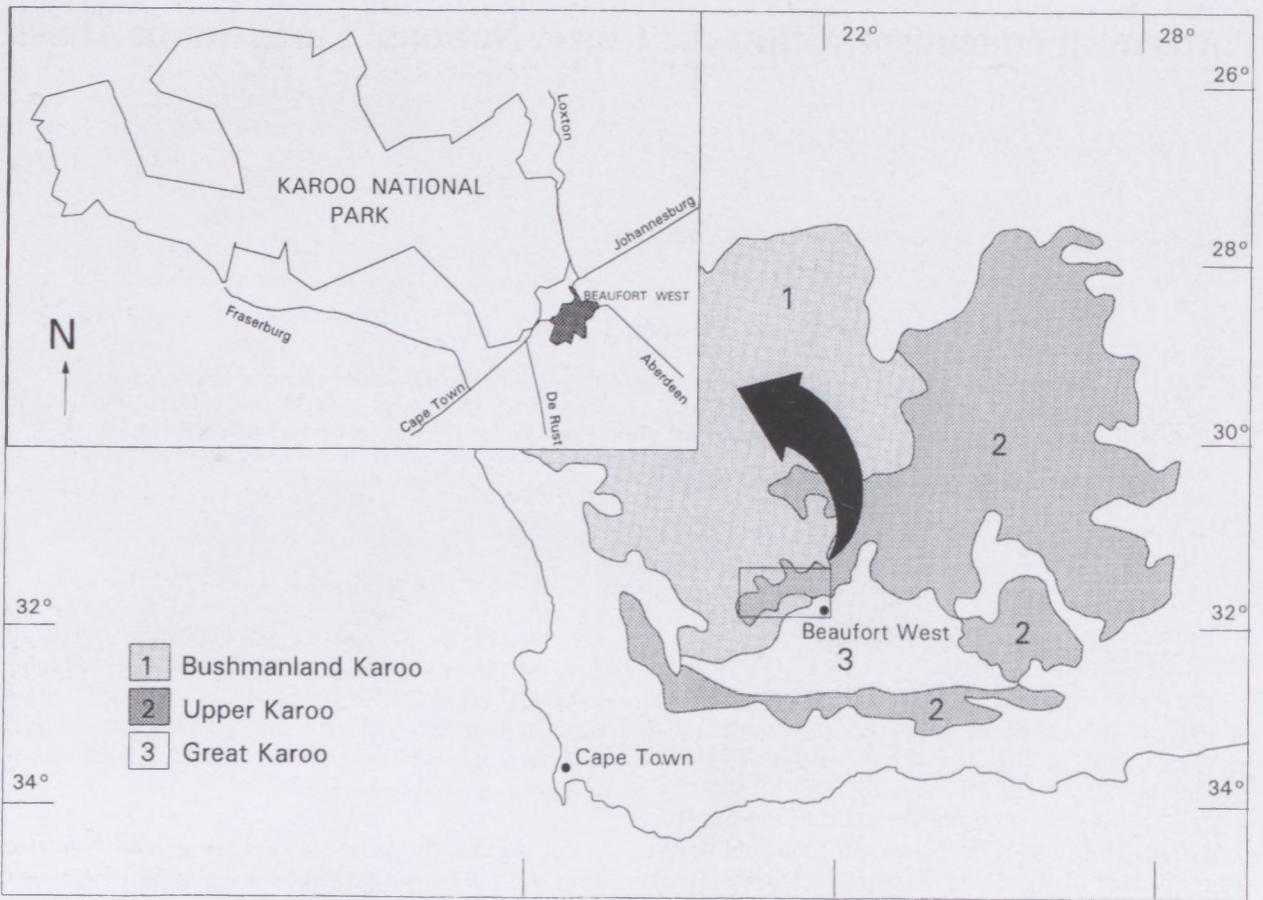 22°
28°
26°
28°
30°
32°
34°
32°
34°
Loxton
KAROO NATIONAL
PARK
Johannesburg
BEAUFORT WEST
Fraserburg
N
Aberdeen
Cape Town
De Rust
1
2
2
Beaufort West
3
2
1 Bushmanland Karoo
2 Upper Karoo
3 Great Karoo
Cape Town